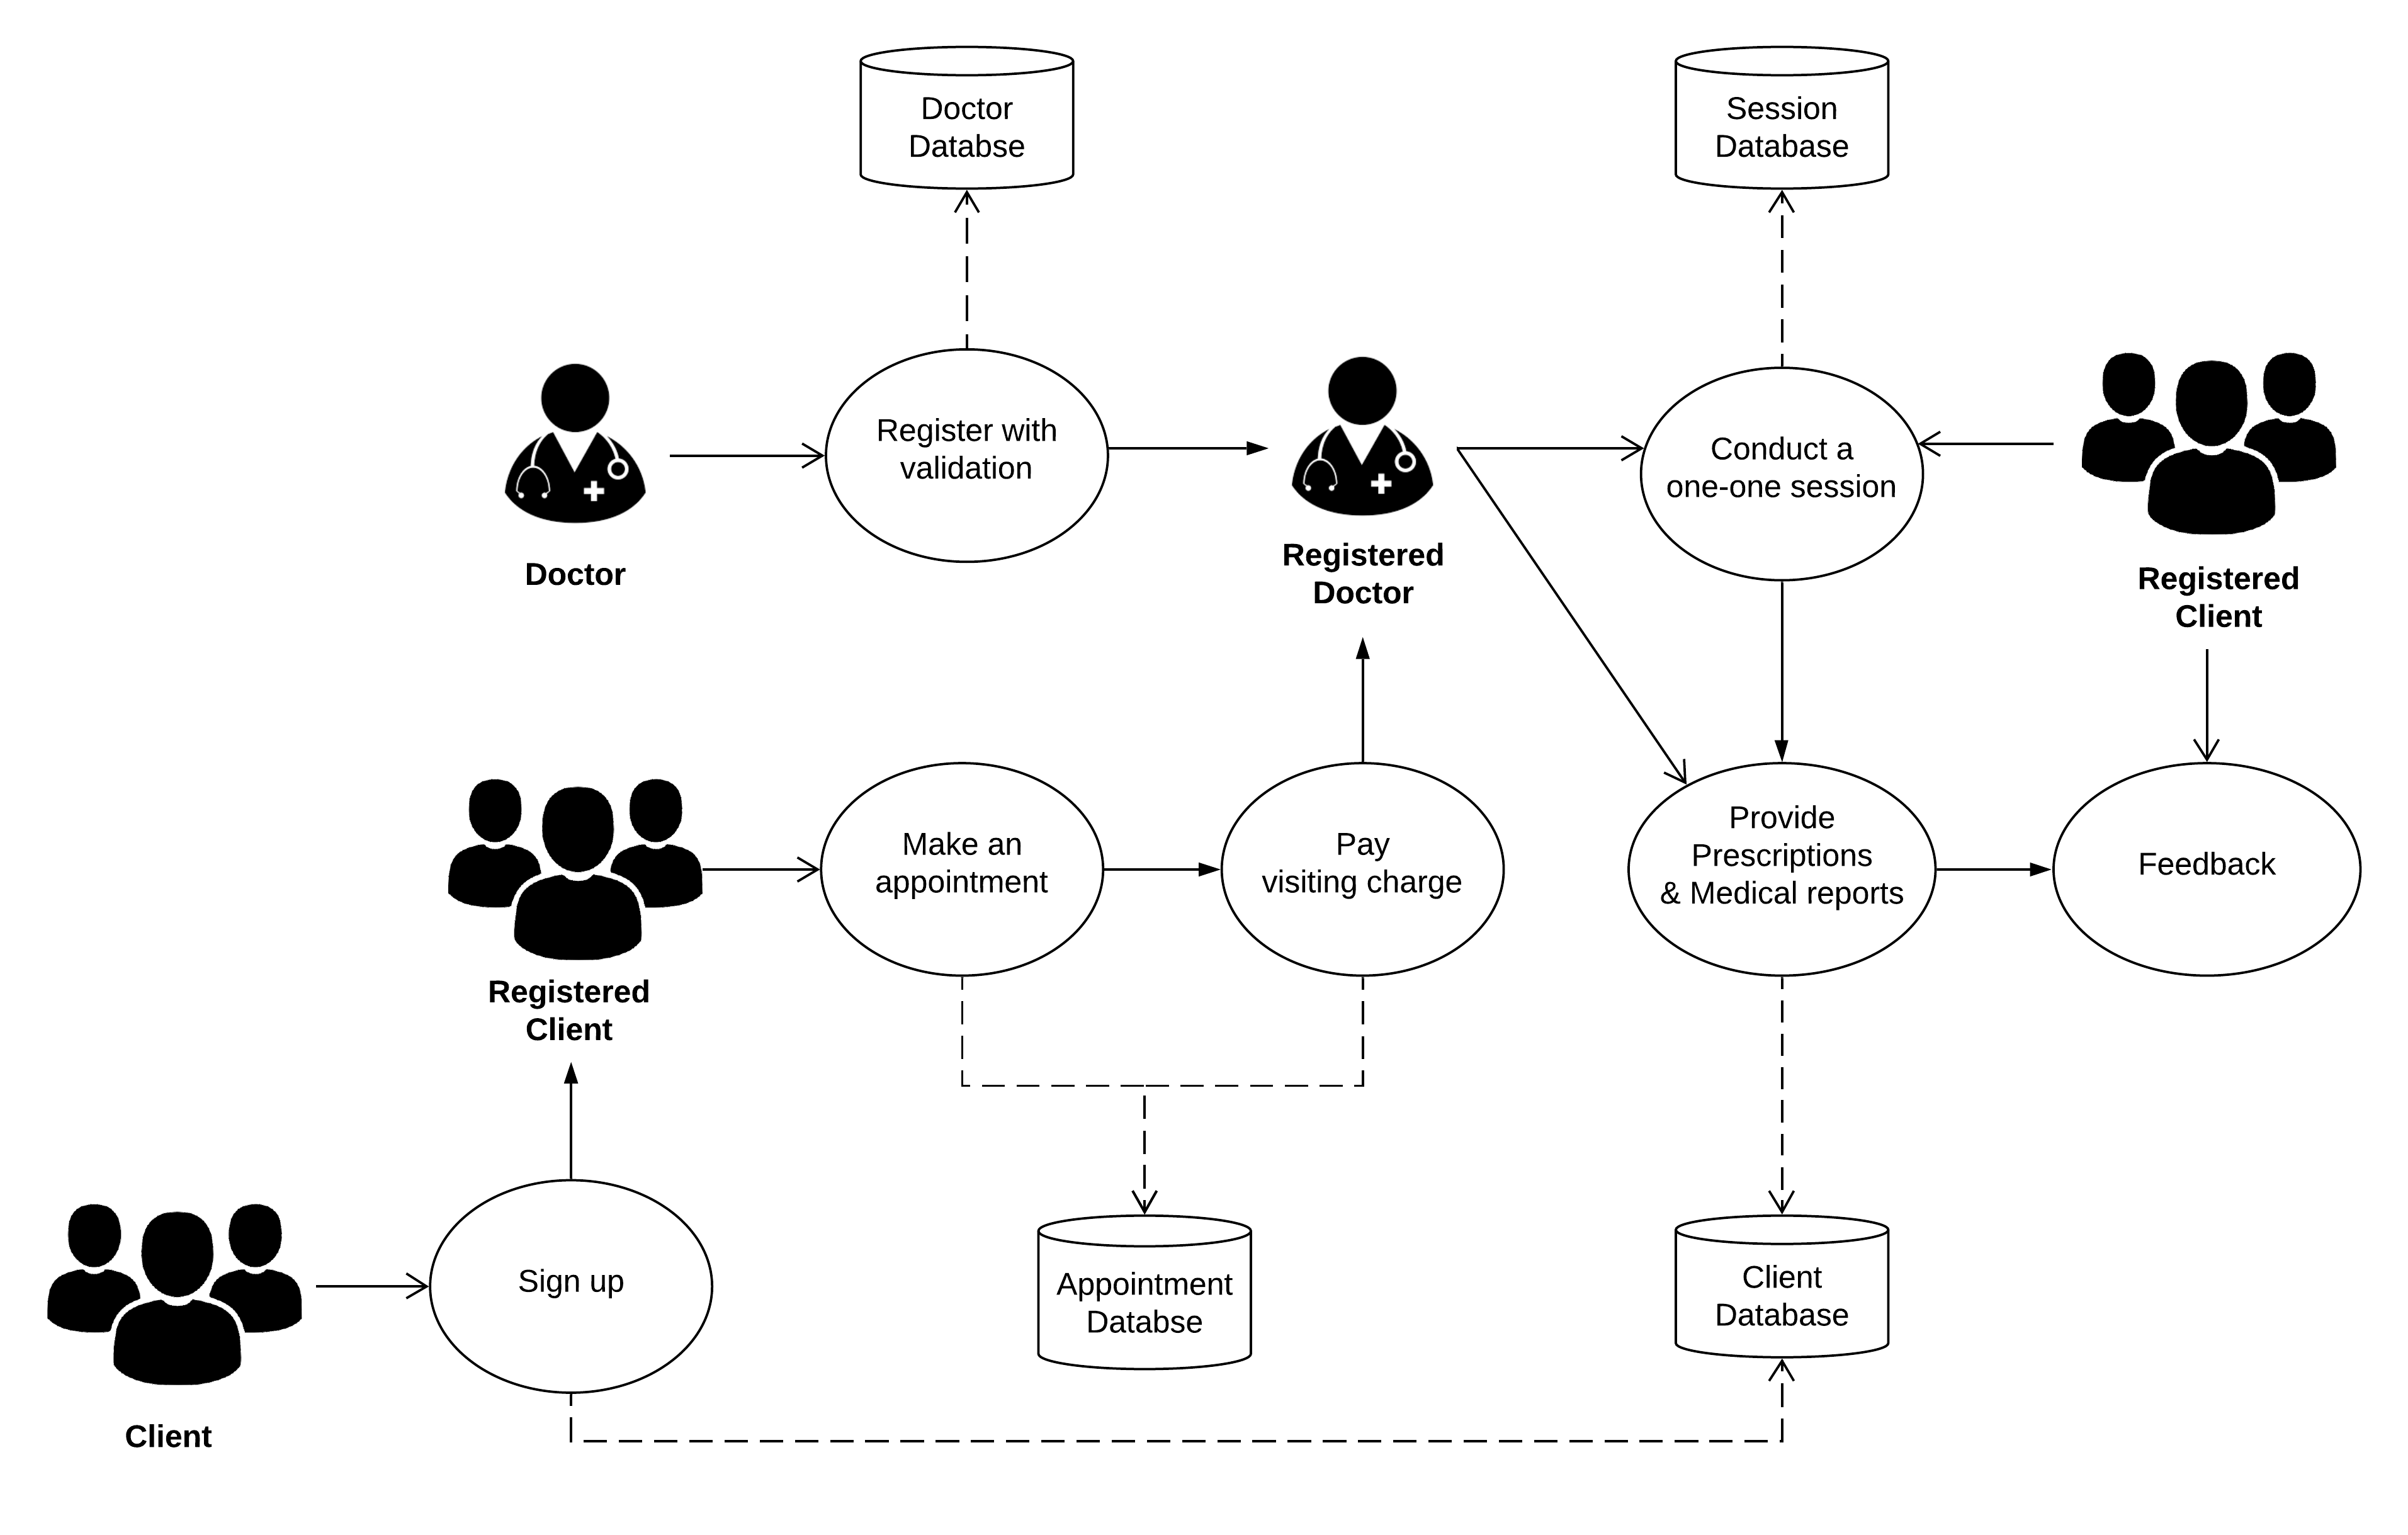 Doctor
Databse
Session
Database
Register with
validation
Conduct a
one-one session
Doctor
Registered
Doctor
Registered
Client
Make an
appointment
Pay
visiting charge
Provide
Prescriptions
& Medical reports
Feedback
Registered
Client
Sign up
Appointment
Databse
Client
Database
Client